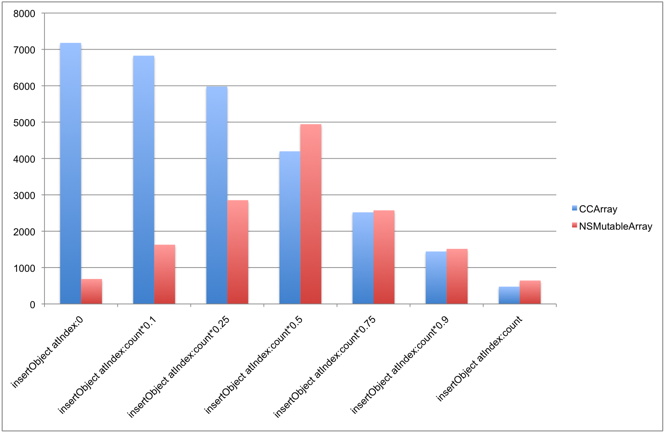 8000
7000
6000
5000
4000
3000
2000
1000
0
insertObject atIndex:0
insertObject atIndex:count*0.1
insertObject atIndex:count*0.25
insertObject atIndex:count*0.5
insertObject atIndex:count*0.75
insertObject atIndex:count*0.9
insertObject atIndex:count
CCArray
NSMutableArray